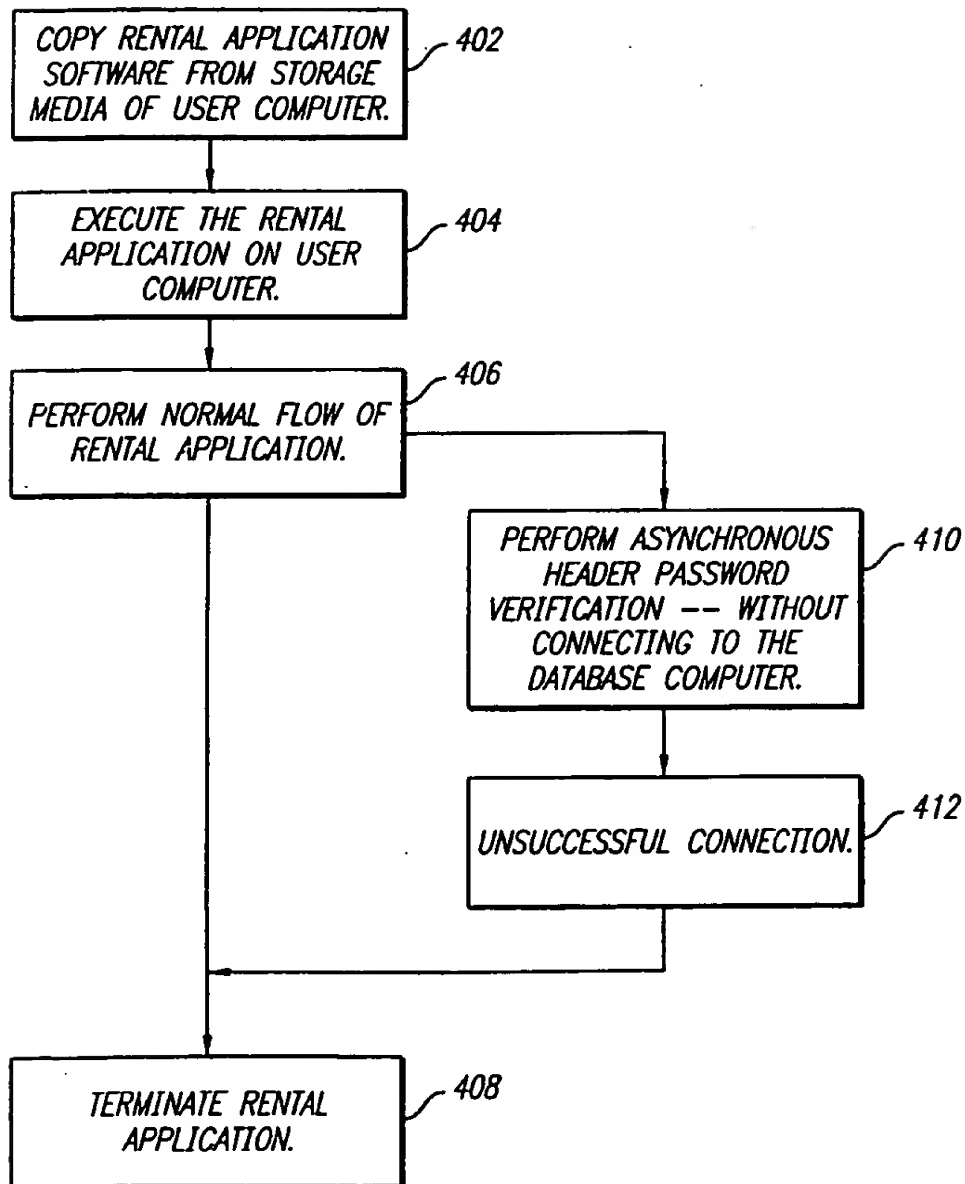 COPY RENTAL APPLICATION
SOFTWARE FROM STORAGE
MEDIA OF USER COMPUTER.
402
EXECUTE THE RENTAL
APPLICATION ON USER
COMPUTER.
404
PERFORM NORMAL FLOW OF
RENTAL APPLICATION.
406
PERFORM ASYNCHRONOUS
HEADER PASSWORD
VERIFICATION -- WITHOUT
CONNECTING TO THE
DATABASE COMPUTER.
410
UNSUCCESSFUL CONNECTION.
412
TERMINATE RENTAL
APPLICATION.
408